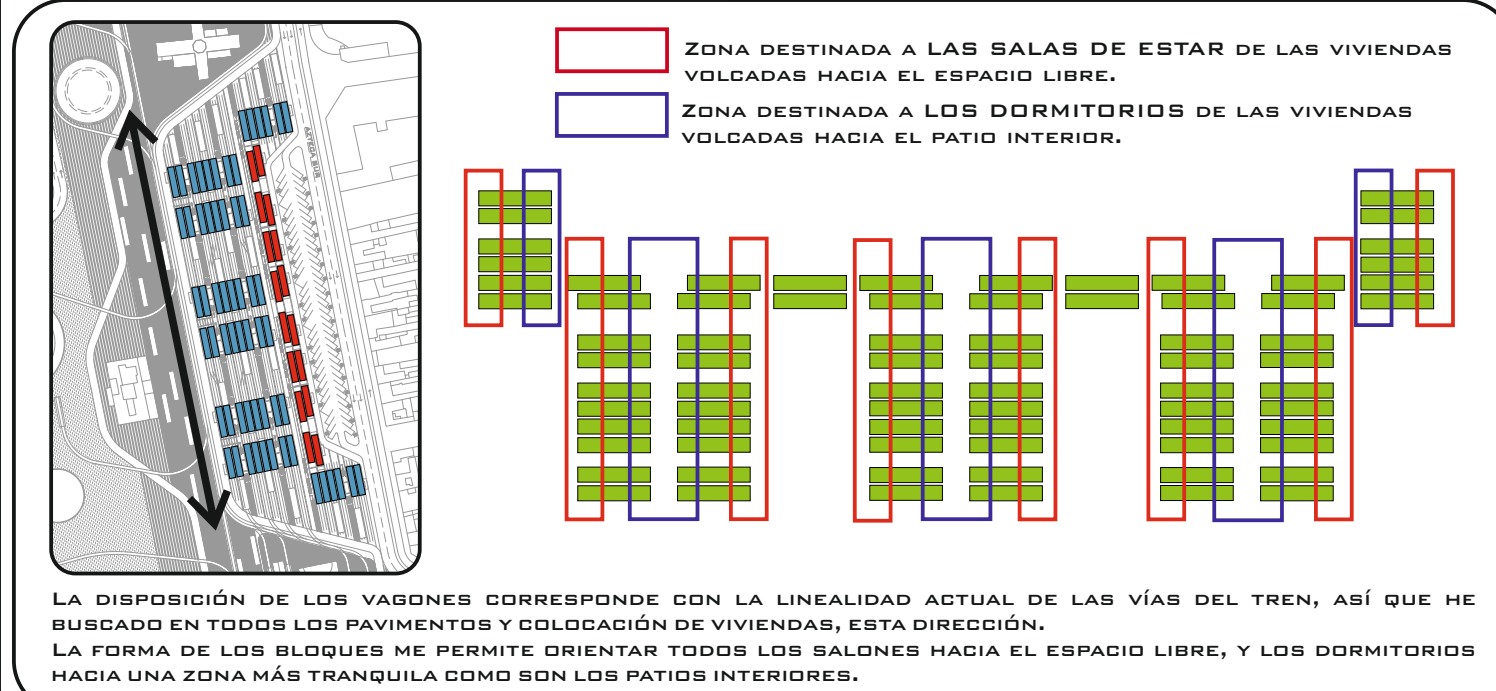 AZTECA SUR
ZONA DESTINADA A LAS SALAS DE ESTAR DE LAS VIVIENDAS
VOLCADAS HACIA EL ESPACIO LIBRE.
ZONA DESTINADA A LOS DORMITORIOS DE LAS VIVIENDAS
VOLCADAS HACIA EL PATIO INTERIOR.
LA DISPOSICIÓN DE LOS VAGONES CORRESPONDE CON LA LINEALIDAD ACTUAL DE LAS VÍAS DEL TREN, ASÍ QUE HE
BUSCADO EN TODOS LOS PAVIMENTOS Y COLOCACIÓN DE VIVIENDAS, ESTA DIRECCIÓN.
LA FORMA DE LOS BLOQUES ME PERMITE ORIENTAR TODOS LOS SALONES HACIA EL ESPACIO LIBRE, Y LOS DORMITORIOS
HACIA UNA ZONA MÁS TRANQUILA COMO SON LOS PATIOS INTERIORES.